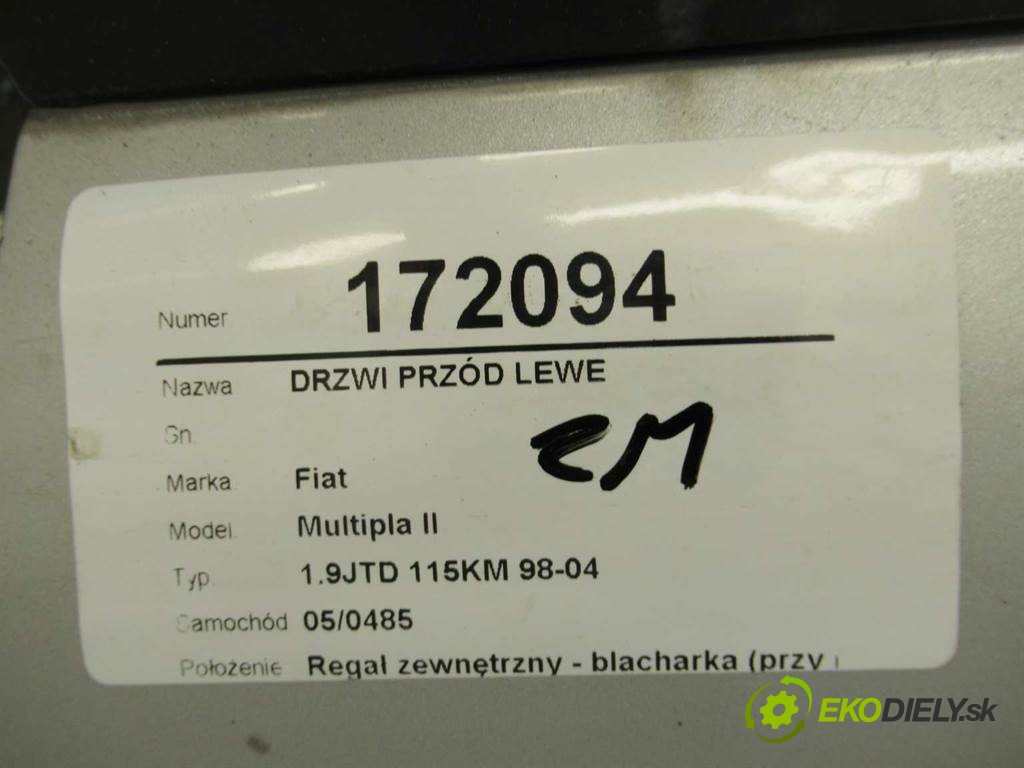 Numer 172094
Nazwa DRZWI PRZÓD LEWE
Sn.
Marka Fiat
Model Multipla II
Typ 1.9JTD 115KM 98-04
Samochód 05/0485
Położenie Regał zewnętrzny - blacharka (przy
EKODIELY.sk